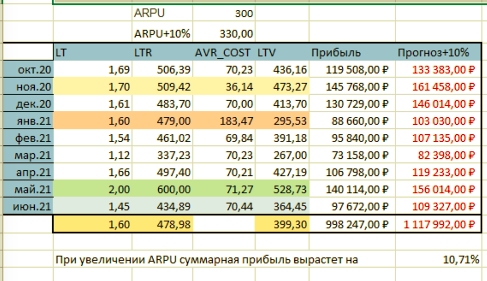 ARPU 300
ARPU+10% 330,00
LT LTR AVR_COST LTV Прибыль Прогноз+10%
окт.20 1,69 506,39 70,23 436,16 119 508,00 ₽ 133 383,00 ₽
ноя.20 1,70 509,42 36,14 473,27 145 768,00 ₽ 161 458,00 ₽
дек.20 1,61 483,70 70,00 413,70 130 729,00 ₽ 146 014,00 ₽
янв.21 1,60 479,00 183,47 295,53 88 660,00 ₽ 103 030,00 ₽
фев.21 1,54 461,02 69,84 391,18 95 840,00 ₽ 107 135,00 ₽
мар.21 1,12 337,23 70,23 267,00 73 158,00 ₽ 82 398,00 ₽
апр.21 1,66 497,40 70,21 427,19 106 798,00 ₽ 119 233,00 ₽
май.21 2,00 600,00 71,27 528,73 140 114,00 ₽ 156 014,00 ₽
июн.21 1,45 434,89 70,44 364,45 97 672,00 ₽ 109 327,00 ₽
1,60 478,98 399,30 998 247,00 ₽ 1 117 992,00 ₽
При увеличении ARPU суммарная прибыль вырастет на 10,71%